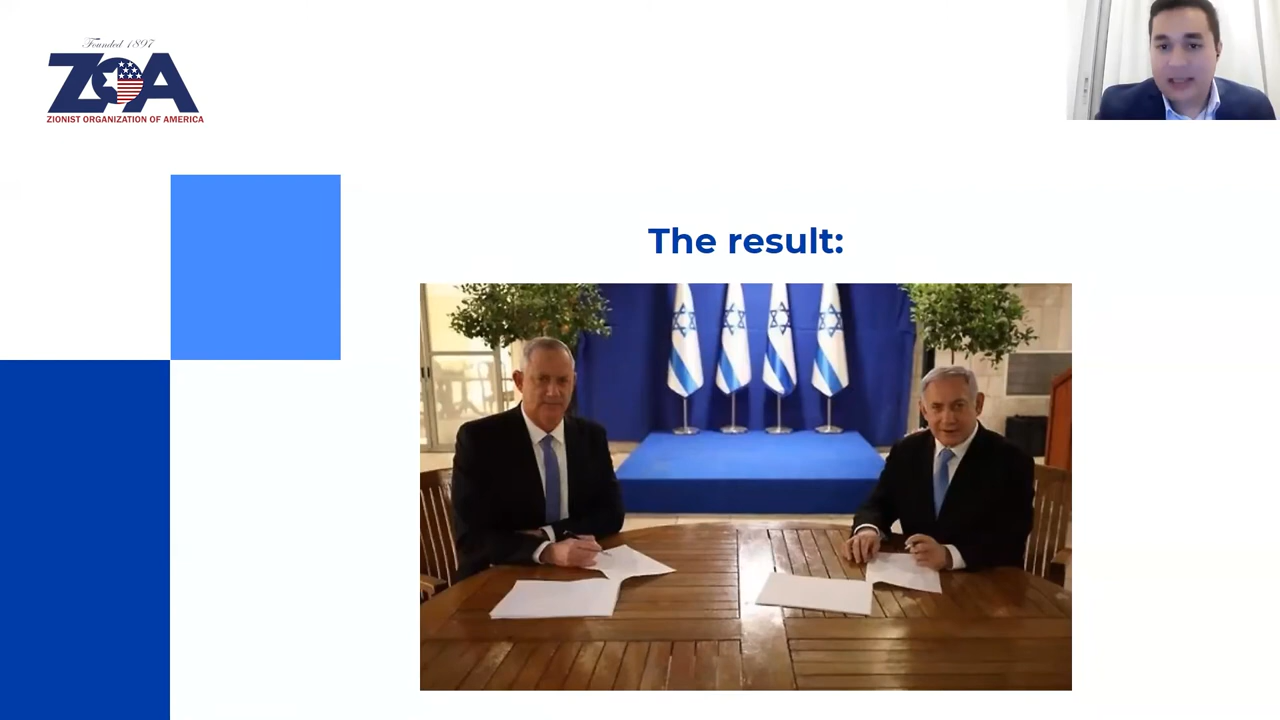 Founded 1897
ZOA
ZIONIST ORGANIZATION OF AMERICA
The result: